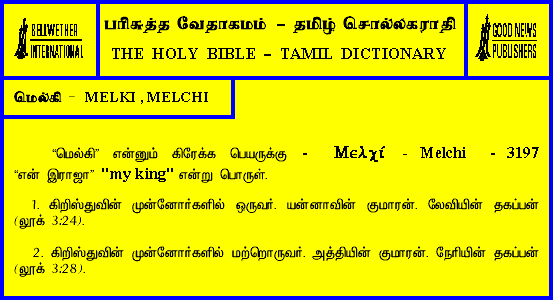 BELLWETHER
INTERNATIONAL
பரிசுத்த வேதாகமம் – தமிழ் சொல்லகராதி
THE HOLY BIBLE – TAMIL DICTIONARY
GOOD NEWS
PUBLISHERS
மெல்கி - MELKI , MELCHI
“மெல்கி” என்னும் கிரேக்க பெயருக்கு - Μελχί - Melchi - 3197
“என் இராஜா” "my king" என்று பொருள்.
1. கிறிஸ்துவின் முன்னோர்களில் ஒருவர். யன்னாவின் குமாரன். லேவியின் தகப்பன்
(லூக் 3:24).
2. கிறிஸ்துவின் முன்னோர்களில் மற்றொருவர். அத்தியின் குமாரன். நேரியின் தகப்பன்
(லூக் 3:28).